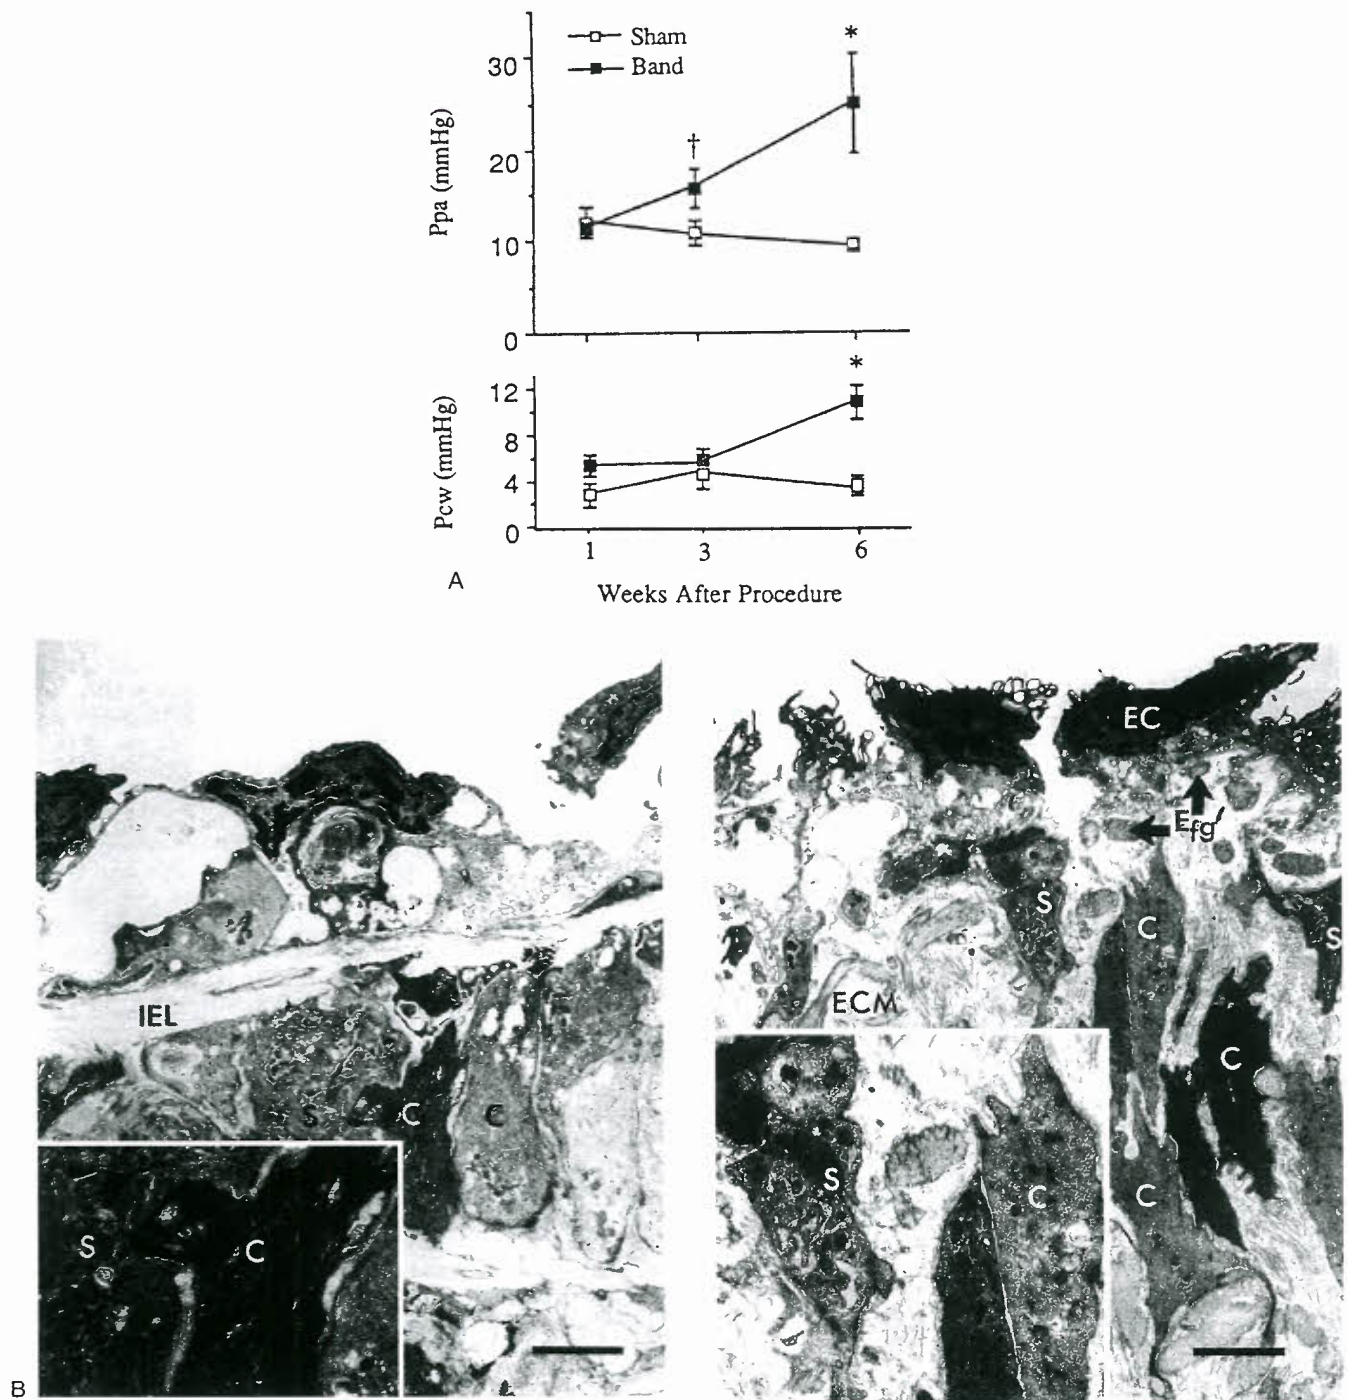 Sham
Band
*
30
†
20
10
0
Ppa (mmHg)
*
12
8
4
0
Pcw (mmHg)
1 3 6
A
Weeks After Procedure
EC
Efg
S
C
S
IEL
ECM
C
S
C
C
S
C
C
S
C
B